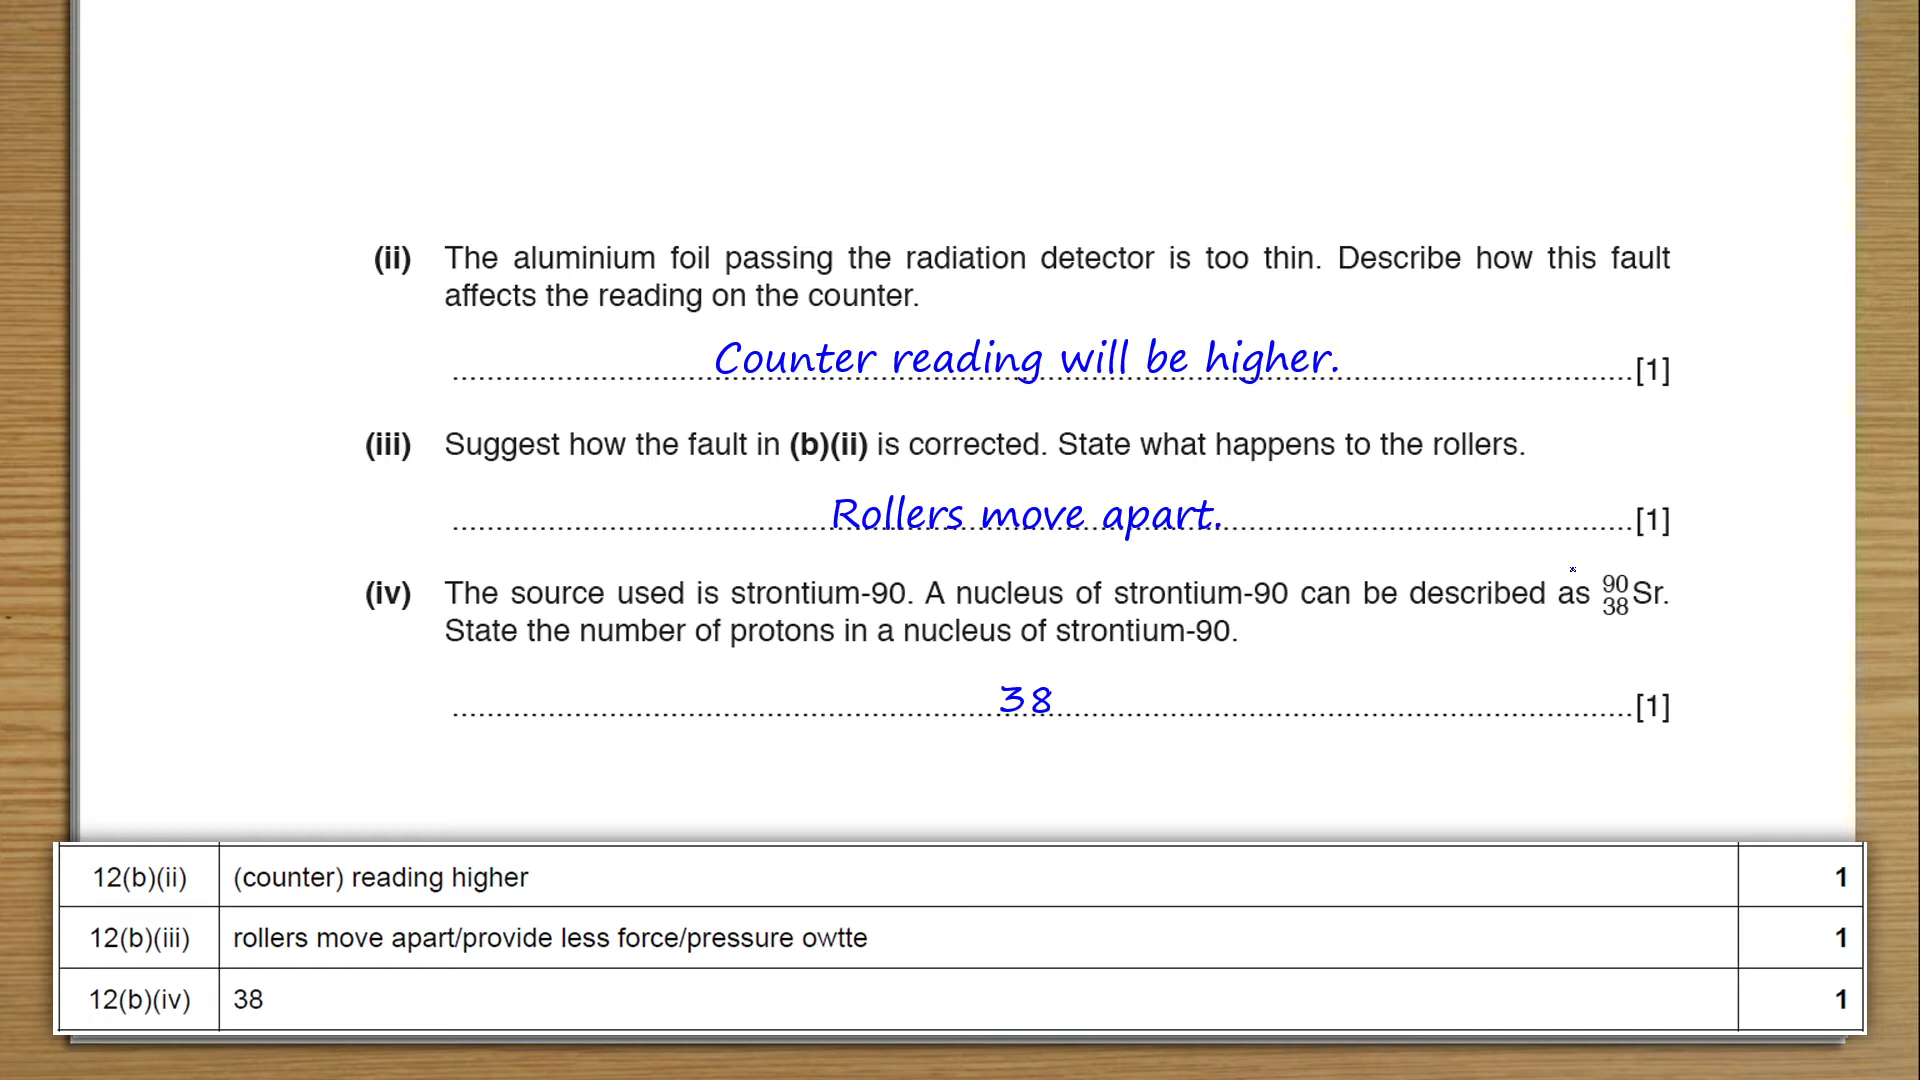 (ii) The aluminium foil passing the radiation detector is too thin. Describe how this fault
affects the reading on the counter.
Counter reading will be higher.
[1]
(iii) Suggest how the fault in (b)(ii) is corrected. State what happens to the rollers.
Rollers move apart.
[1]
(iv) The source used is strontium-90. A nucleus of strontium-90 can be described as ⁹⁰₃₈Sr.
State the number of protons in a nucleus of strontium-90.
38
[1]
12(b)(ii) (counter) reading higher 1
12(b)(iii) rollers move apart/provide less force/pressure owtte 1
12(b)(iv) 38 1